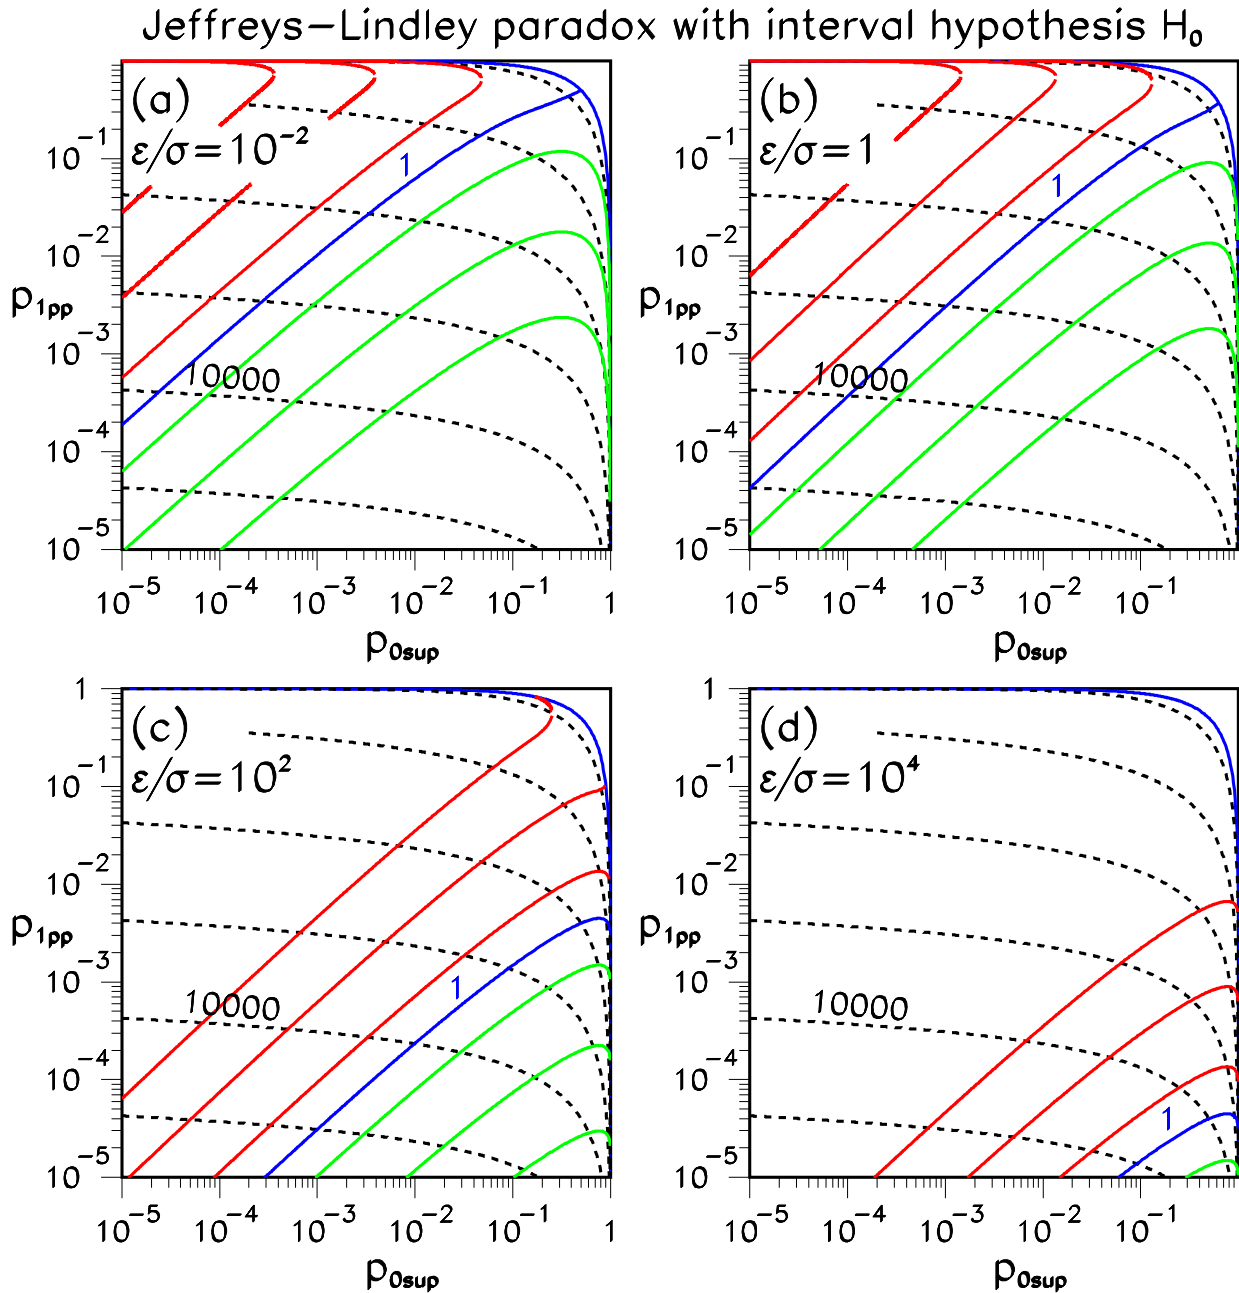 Jeffreys–Lindley paradox with interval hypothesis H₀
(a)
ε/σ=10⁻²
1
10000
10⁻¹
10⁻²
10⁻³
10⁻⁴
10⁻⁵
p₁pp
10⁻⁵ 10⁻⁴ 10⁻³ 10⁻² 10⁻¹ 1
p₀sup
(b)
ε/σ=1
1
10000
10⁻¹
10⁻²
10⁻³
10⁻⁴
10⁻⁵
p₁pp
10⁻⁵ 10⁻⁴ 10⁻³ 10⁻² 10⁻¹
p₀sup
(c)
ε/σ=10²
1
10000
1
10⁻¹
10⁻²
10⁻³
10⁻⁴
10⁻⁵
p₁pp
10⁻⁵ 10⁻⁴ 10⁻³ 10⁻² 10⁻¹ 1
p₀sup
(d)
ε/σ=10⁴
10000
1
1
10⁻¹
10⁻²
10⁻³
10⁻⁴
10⁻⁵
p₁pp
10⁻⁵ 10⁻⁴ 10⁻³ 10⁻² 10⁻¹
p₀sup